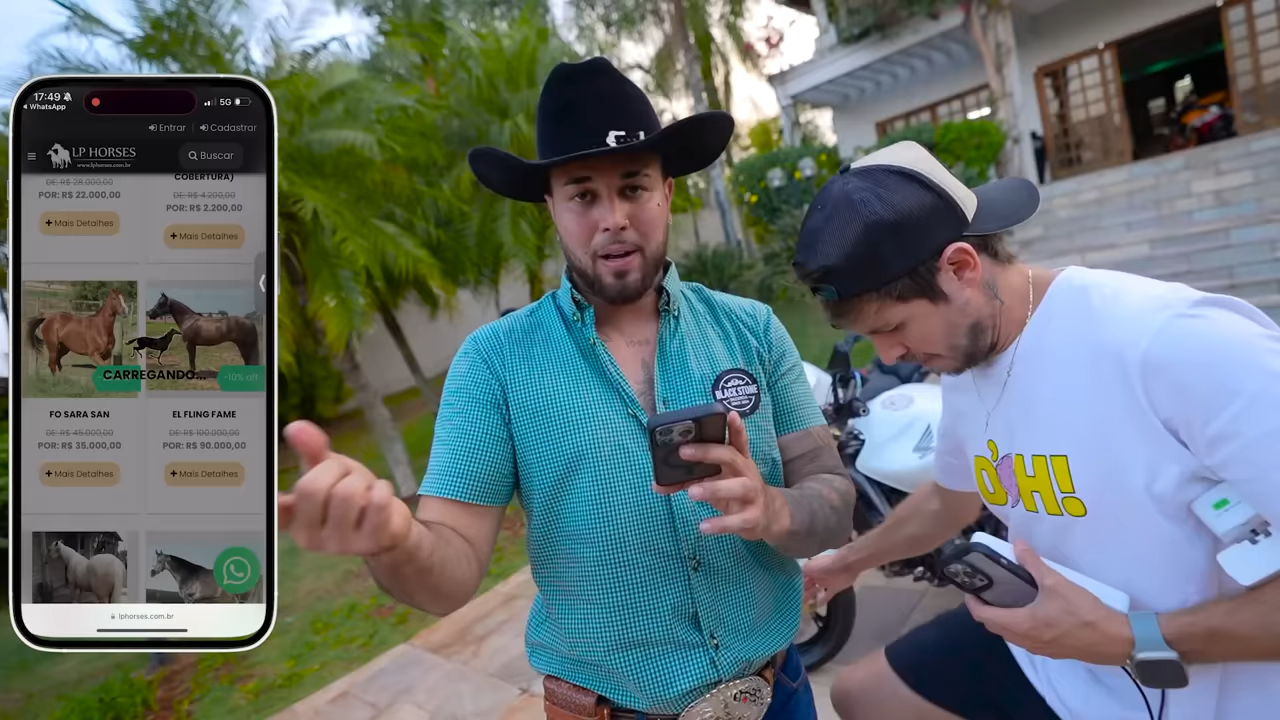 17:49
5G
WhatsApp
Entrar
Cadastrar
LP HORSES
www.lphorses.com.br
Buscar
DE: R$ 28.000,00
POR: R$ 22.000,00
+ Mais Detalhes
COBERTURA)
DE: R$ 4.200,00
POR: R$ 2.200,00
+ Mais Detalhes
CARREGANDO...
-10% off
FO SARA SAN
DE: R$ 45.000,00
POR: R$ 35.000,00
+ Mais Detalhes
EL FLING FAME
DE: R$ 100.000,00
POR: R$ 90.000,00
+ Mais Detalhes
lphorses.com.br
BLACK STONE
D'OH!